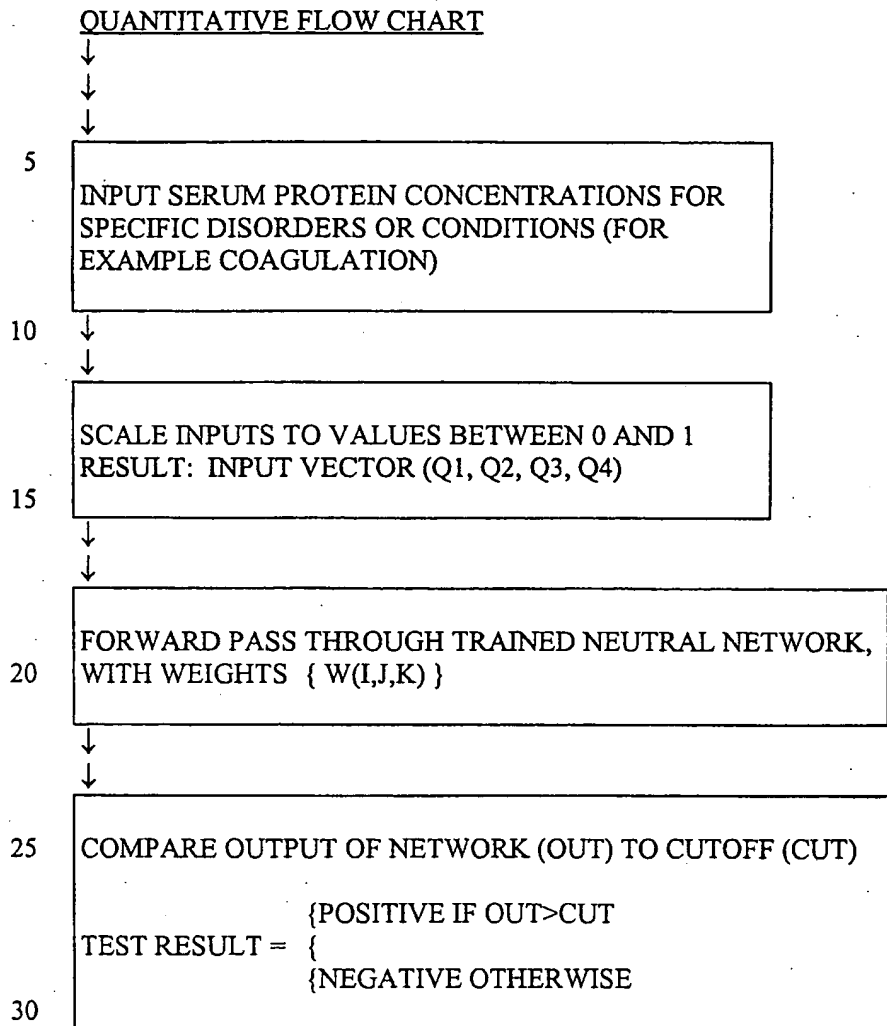 QUANTITATIVE FLOW CHART
↓
↓
↓
5
INPUT SERUM PROTEIN CONCENTRATIONS FOR
SPECIFIC DISORDERS OR CONDITIONS (FOR
EXAMPLE COAGULATION)
10 ↓
↓
SCALE INPUTS TO VALUES BETWEEN 0 AND 1
RESULT: INPUT VECTOR (Q1, Q2, Q3, Q4)
15
↓
↓
FORWARD PASS THROUGH TRAINED NEUTRAL NETWORK,
20 WITH WEIGHTS { W(I,J,K) }
↓
↓
25 COMPARE OUTPUT OF NETWORK (OUT) TO CUTOFF (CUT)
{POSITIVE IF OUT>CUT
TEST RESULT = {
{NEGATIVE OTHERWISE
30